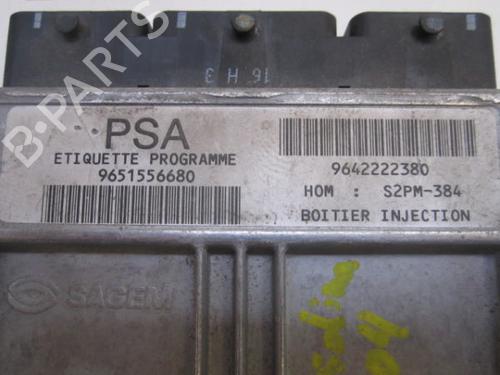 B-PARTS
16 H 3
PSA
ETIQUETTE PROGRAMME
9651556680
9642222380
HOM : S2PM-384
BOITIER INJECTION
SAGEM